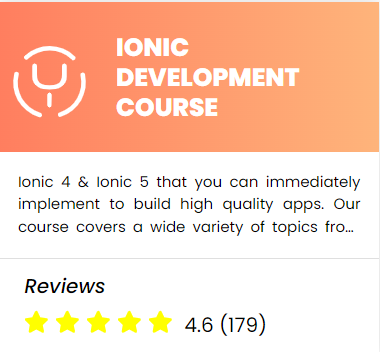 IONIC
DEVELOPMENT
COURSE
Ionic 4 & Ionic 5 that you can immediately
implement to build high quality apps. Our
course covers a wide variety of topics fro...
Reviews
4.6 (179)